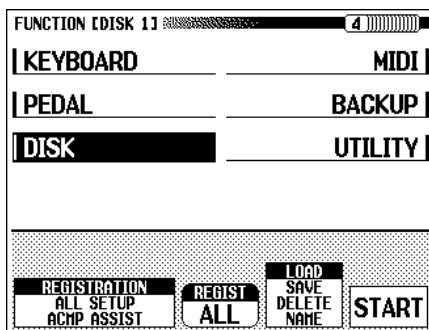 FUNCTION [DISK 1] 4
KEYBOARD MIDI
PEDAL BACKUP
DISK UTILITY
REGISTRATION
ALL SETUP
ACMP ASSIST
REGIST
ALL
LOAD
SAVE
DELETE
NAME
START